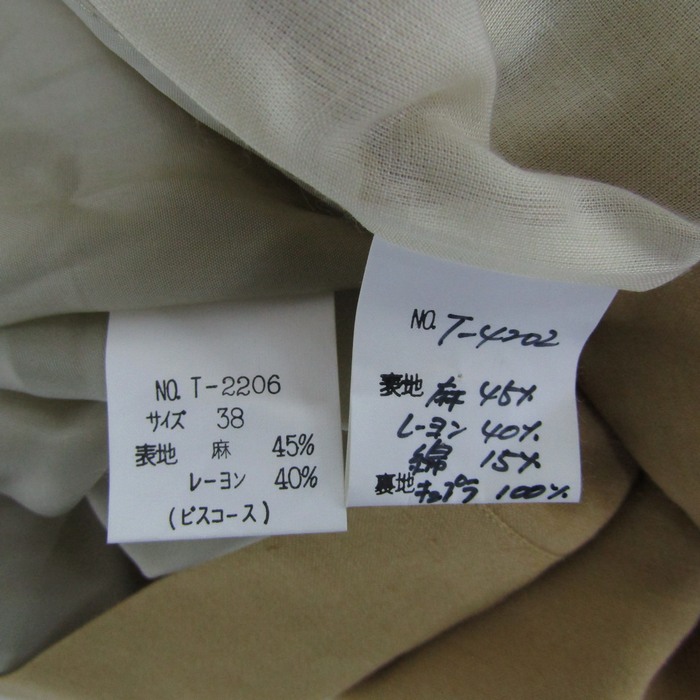 NO. T-2206
サイズ 38
表地 麻 45%
レーヨン 40%
(ビスコース)
NO. T-4202
表地 麻 45%
レーヨン 40%
綿 15%
裏地 キュプラ 100%